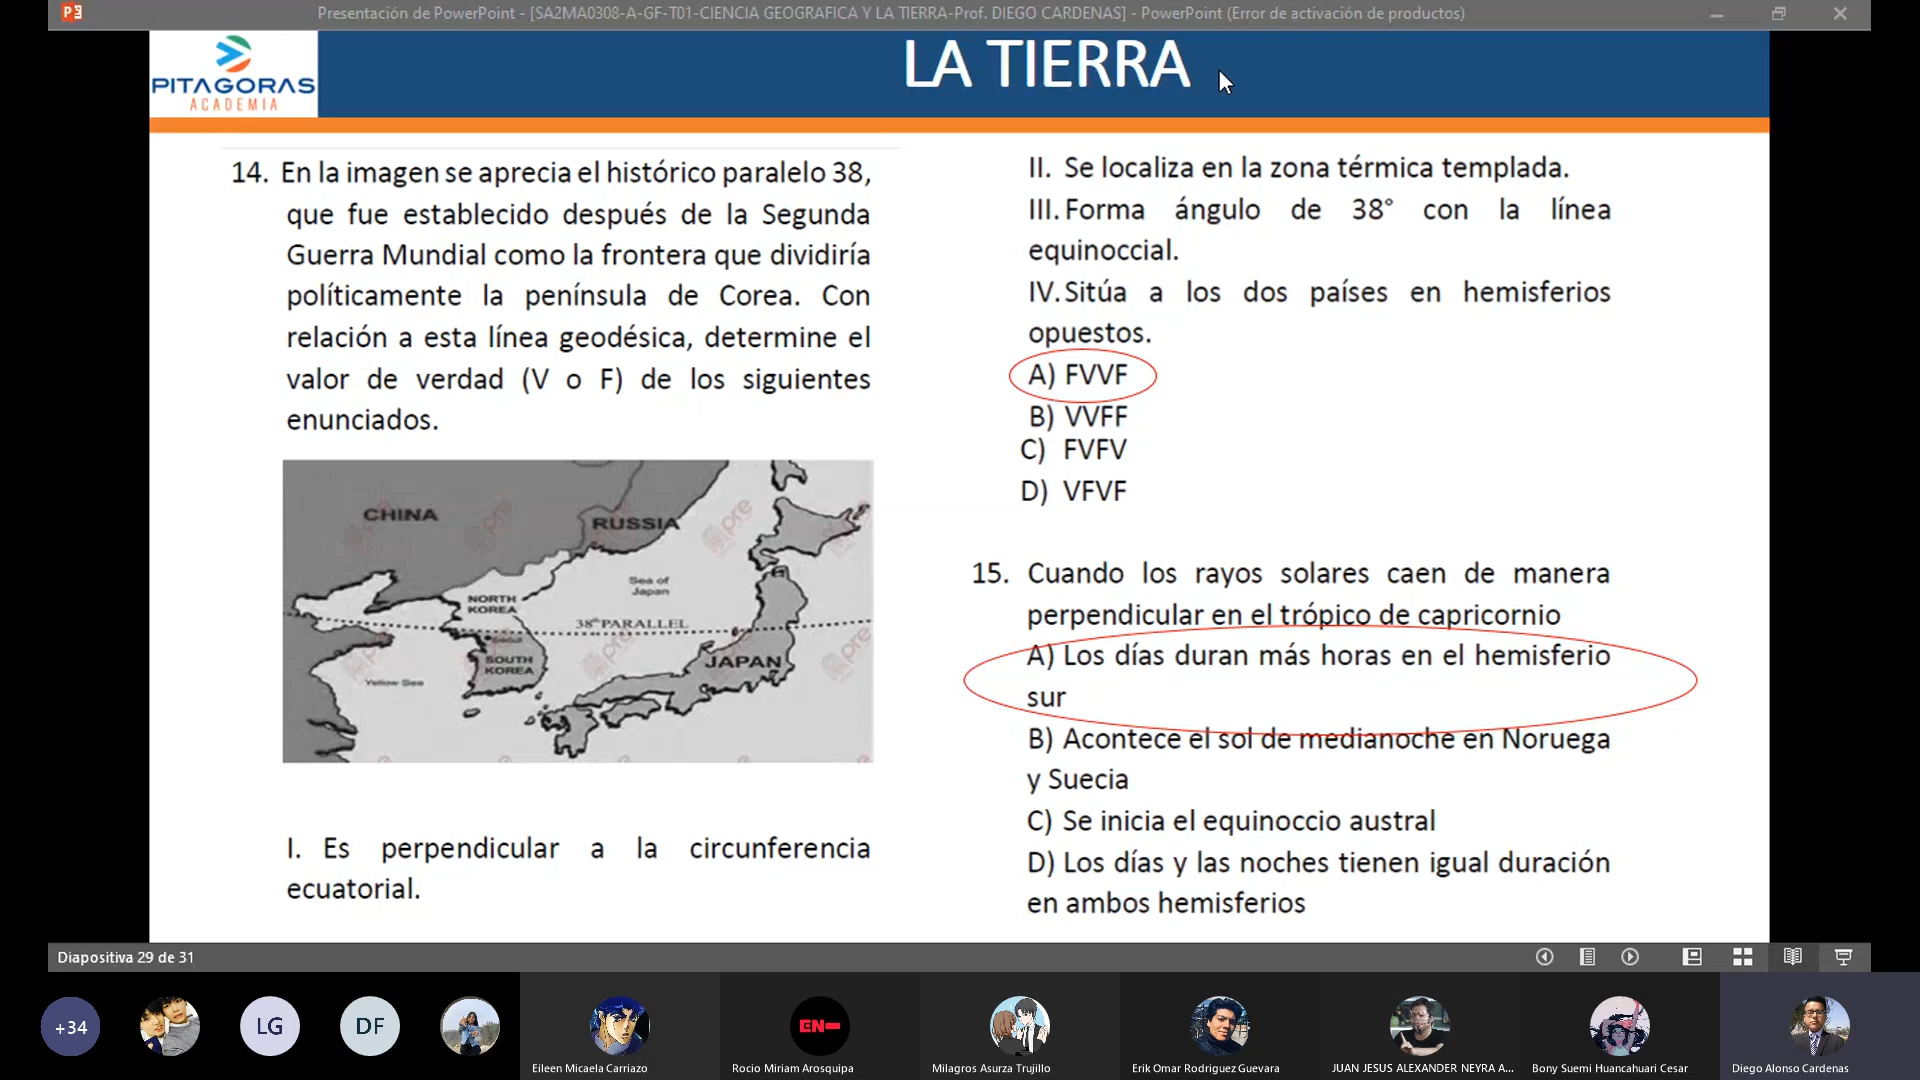 Presentación de PowerPoint - [SA2MA0308-A-GF-T01-CIENCIA GEOGRAFICA Y LA TIERRA-Prof. DIEGO CARDENAS] - PowerPoint (Error de activación de productos)
PITAGORAS
ACADEMIA
LA TIERRA
14. En la imagen se aprecia el histórico paralelo 38,
que fue establecido después de la Segunda
Guerra Mundial como la frontera que dividiría
políticamente la península de Corea. Con
relación a esta línea geodésica, determine el
valor de verdad (V o F) de los siguientes
enunciados.
CHINA
RUSSIA
Sea of
Japan
NORTH
KOREA
38th PARALLEL
Seoul
SOUTH
KOREA
JAPAN
Yellow Sea
pre
pre
pre
pre
pre
I. Es perpendicular a la circunferencia
ecuatorial.
II. Se localiza en la zona térmica templada.
III. Forma ángulo de 38° con la línea
equinoccial.
IV. Sitúa a los dos países en hemisferios
opuestos.
A) FVVF
B) VVFF
C) FVFV
D) VFVF
15. Cuando los rayos solares caen de manera
perpendicular en el trópico de capricornio
A) Los días duran más horas en el hemisferio
sur
B) Acontece el sol de medianoche en Noruega
y Suecia
C) Se inicia el equinoccio austral
D) Los días y las noches tienen igual duración
en ambos hemisferios
Diapositiva 29 de 31
+34
LG
DF
EN
Eileen Micaela Carriazo
Rocio Miriam Arosquipa
Milagros Asurza Trujillo
Erik Omar Rodriguez Guevara
JUAN JESUS ALEXANDER NEYRA A...
Bony Suemi Huancahuari Cesar
Diego Alonso Cardenas